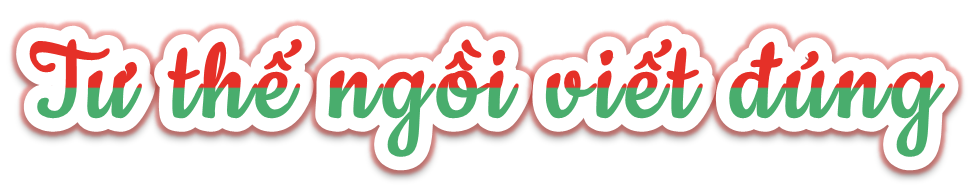 Tư thế ngồi viết đúng